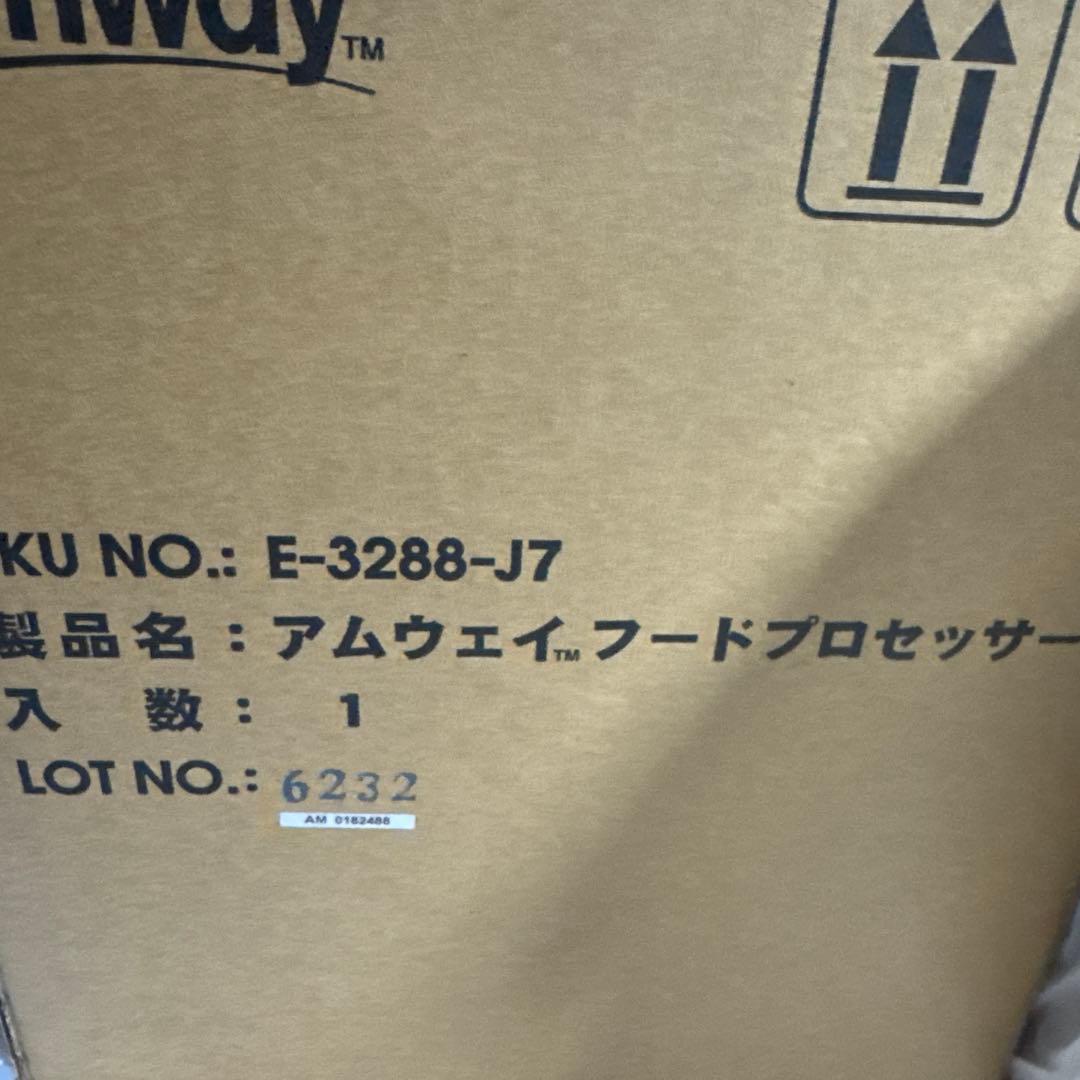 nway™
KU NO.: E-3288-J7
製品名：アムウェイ™フードプロセッサー
入　数：　1
LOT NO.: 6232
AM 0182488